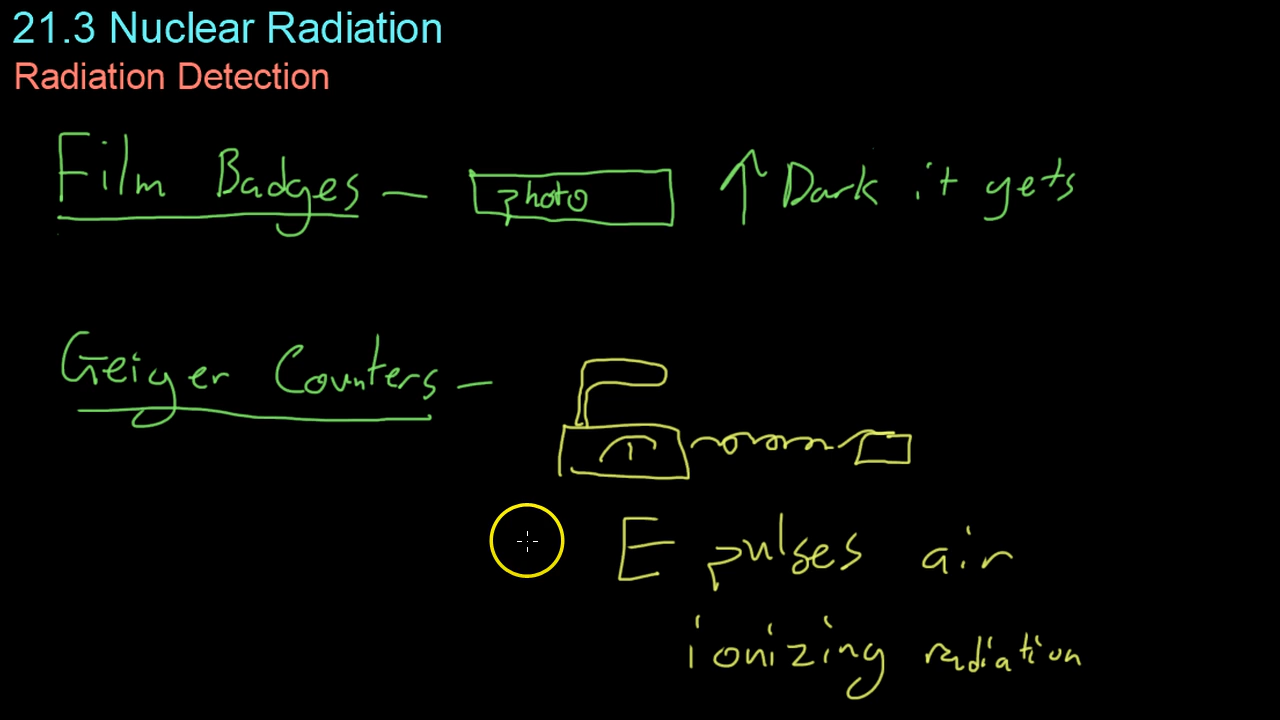 21.3 Nuclear Radiation
Radiation Detection
Film Badges — photo ↑ Dark it gets
Geiger Counters —
E pulses air
ionizing radiation